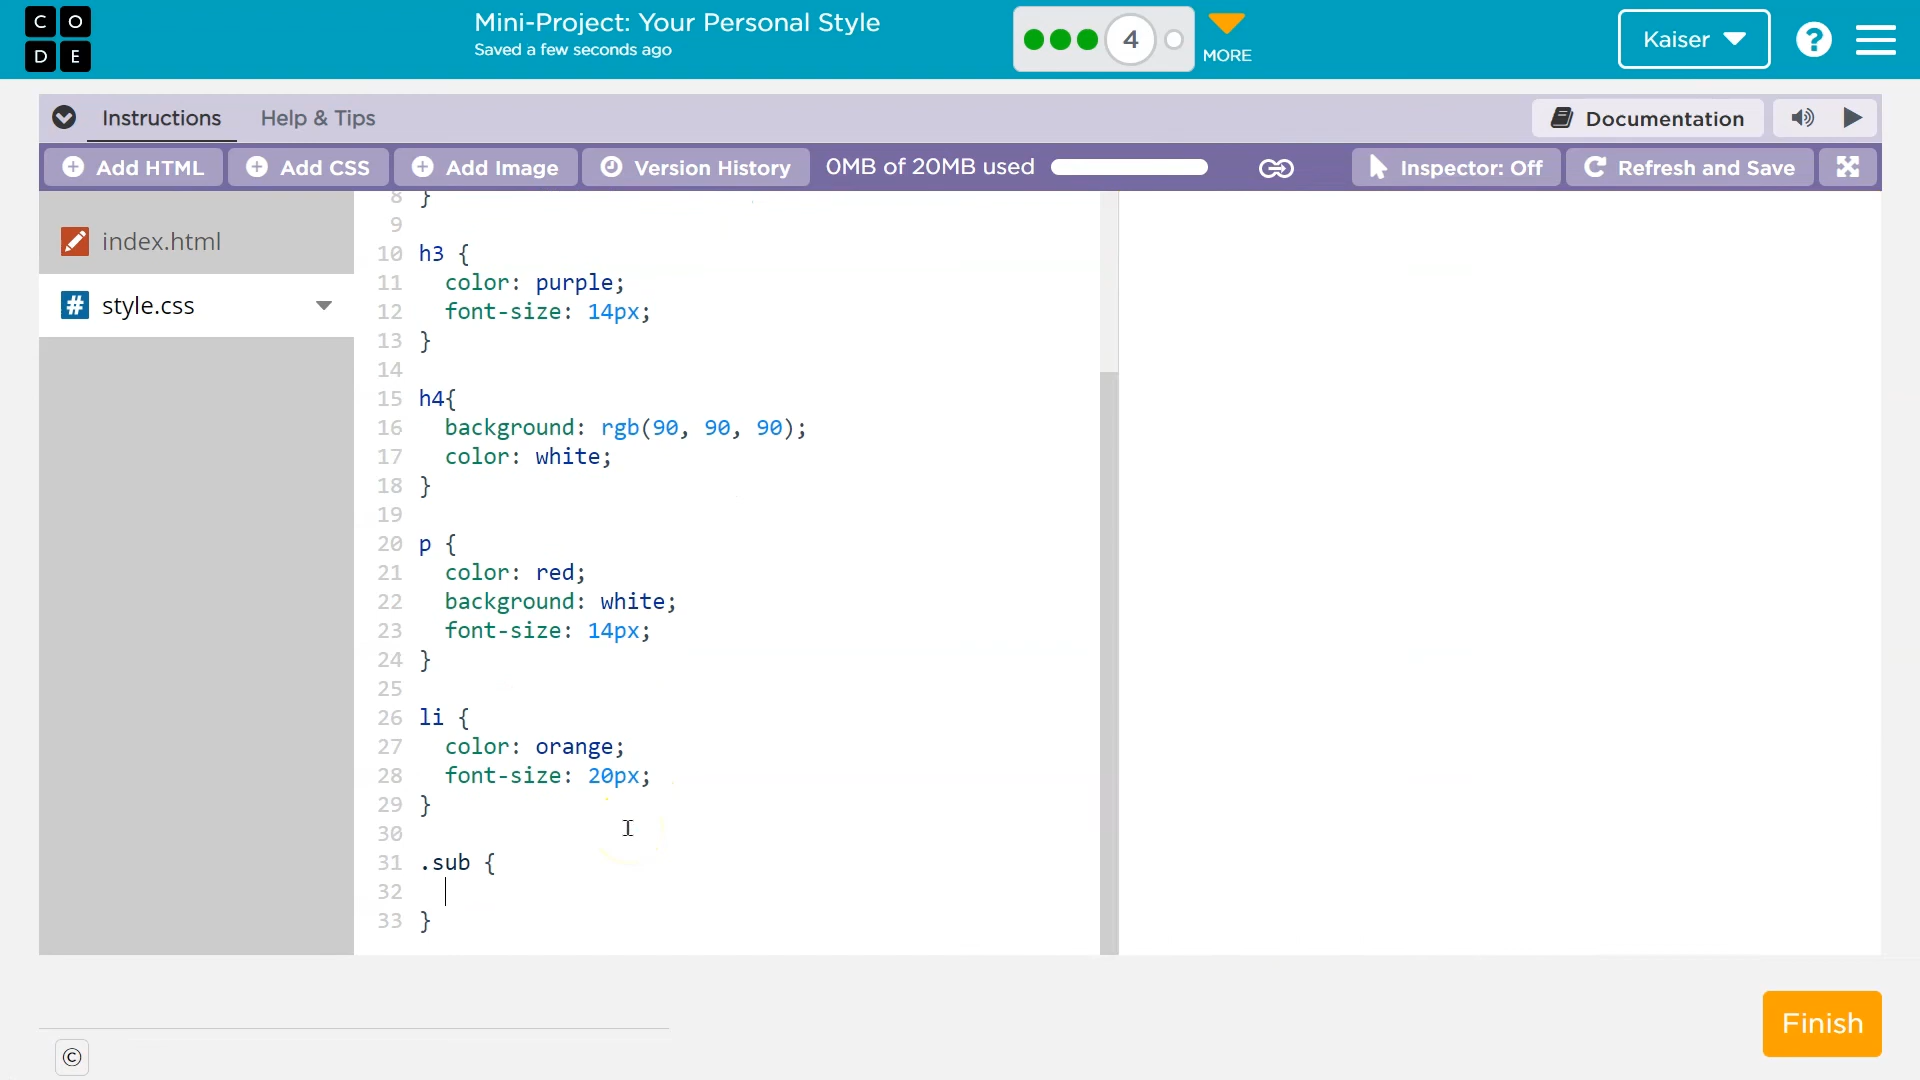 C O
D E
Mini-Project: Your Personal Style
Saved a few seconds ago
4
MORE
Kaiser
?
Instructions
Help & Tips
Documentation
Add HTML
Add CSS
Add Image
Version History
0MB of 20MB used
Inspector: Off
Refresh and Save
index.html
# style.css
8 }
9
10 h3 {
11 color: purple;
12 font-size: 14px;
13 }
14
15 h4{
16 background: rgb(90, 90, 90);
17 color: white;
18 }
19
20 p {
21 color: red;
22 background: white;
23 font-size: 14px;
24 }
25
26 li {
27 color: orange;
28 font-size: 20px;
29 }
30
31 .sub {
32
33 }
Finish
©